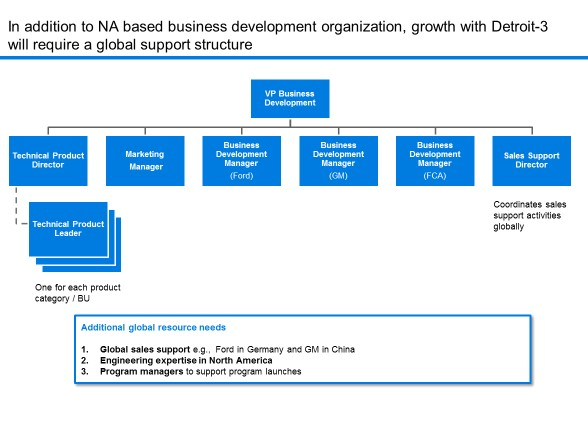 In addition to NA based business development organization, growth with Detroit-3
will require a global support structure
VP Business
Development
Technical Product
Director
Marketing
Manager
Business
Development
Manager
(Ford)
Business
Development
Manager
(GM)
Business
Development
Manager
(FCA)
Sales Support
Director
Coordinates sales
support activities
globally
Technical Product
Leader
One for each product
category / BU
Additional global resource needs
1. Global sales support e.g., Ford in Germany and GM in China
2. Engineering expertise in North America
3. Program managers to support program launches